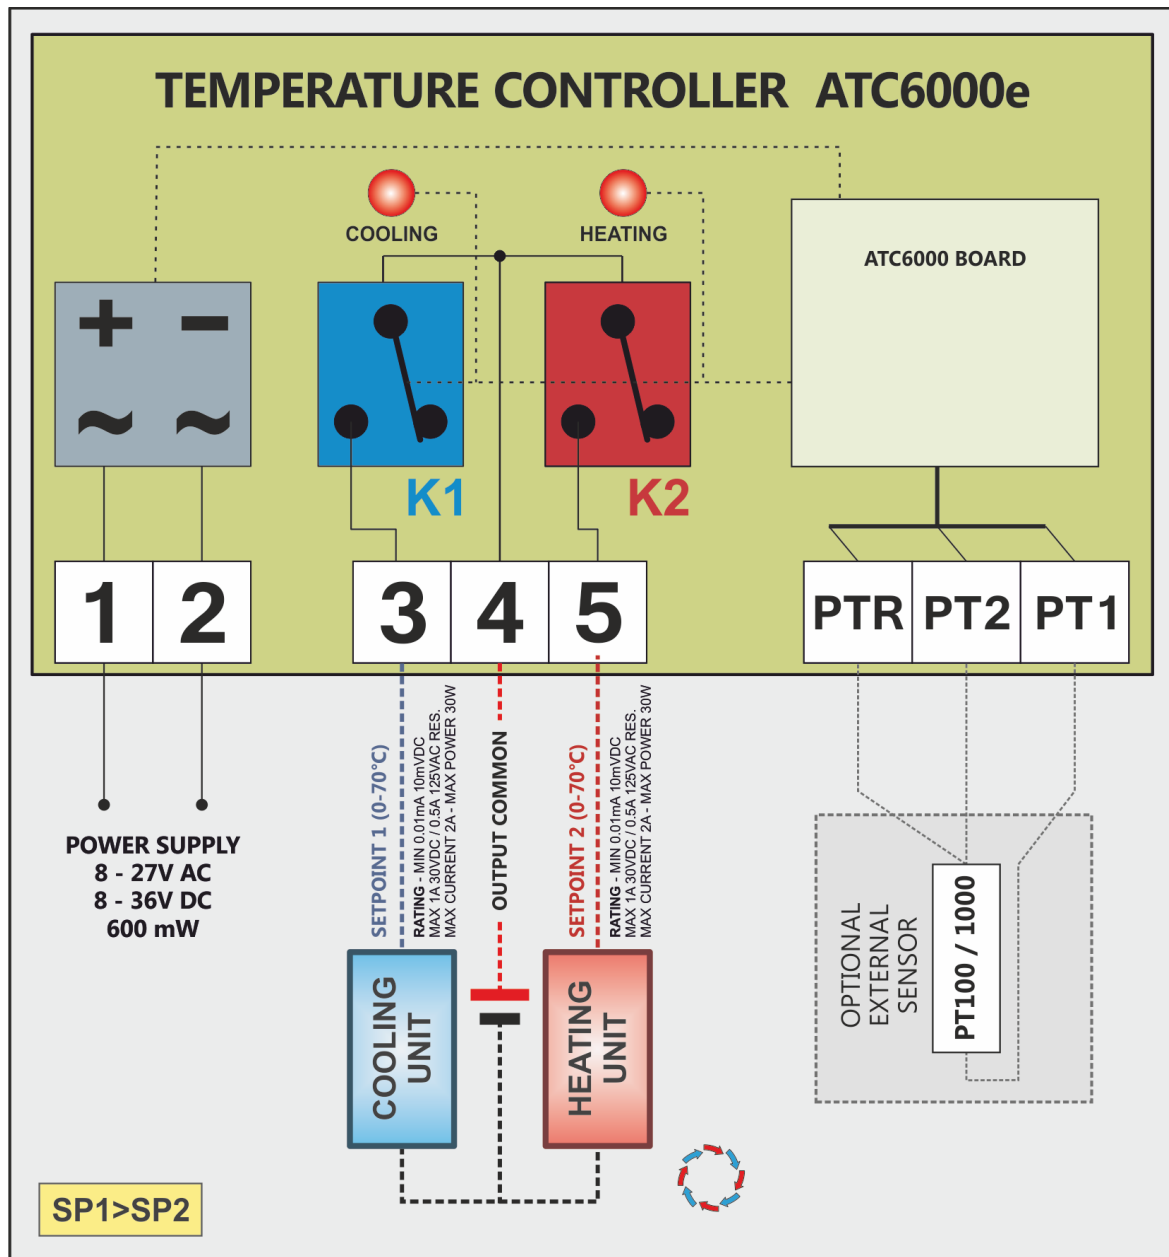 TEMPERATURE CONTROLLER ATC6000e
COOLING
HEATING
ATC6000 BOARD
+ −
~ ~
K1
K2
1
2
3
4
5
PTR
PT2
PT1
POWER SUPPLY
8 - 27V AC
8 - 36V DC
600 mW
SETPOINT 1 (0-70°C)
RATING - MIN 0.01mA 10mVDC
MAX 1A 30VDC / 0.5A 125VAC RES.
MAX CURRENT 2A - MAX POWER 30W
OUTPUT COMMON
SETPOINT 2 (0-70°C)
RATING - MIN 0.01mA 10mVDC
MAX 1A 30VDC / 0.5A 125VAC RES.
MAX CURRENT 2A - MAX POWER 30W
COOLING
UNIT
HEATING
UNIT
OPTIONAL
EXTERNAL
SENSOR
PT100 / 1000
SP1>SP2